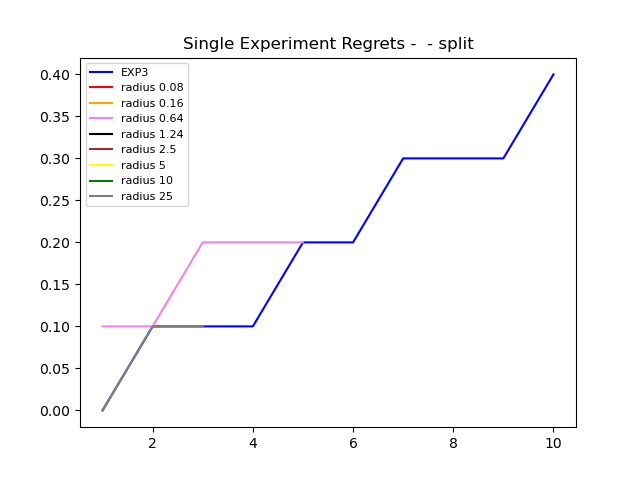 Single Experiment Regrets -  - split
EXP3
radius 0.08
radius 0.16
radius 0.64
radius 1.24
radius 2.5
radius 5
radius 10
radius 25
0.40
0.35
0.30
0.25
0.20
0.15
0.10
0.05
0.00
2 4 6 8 10